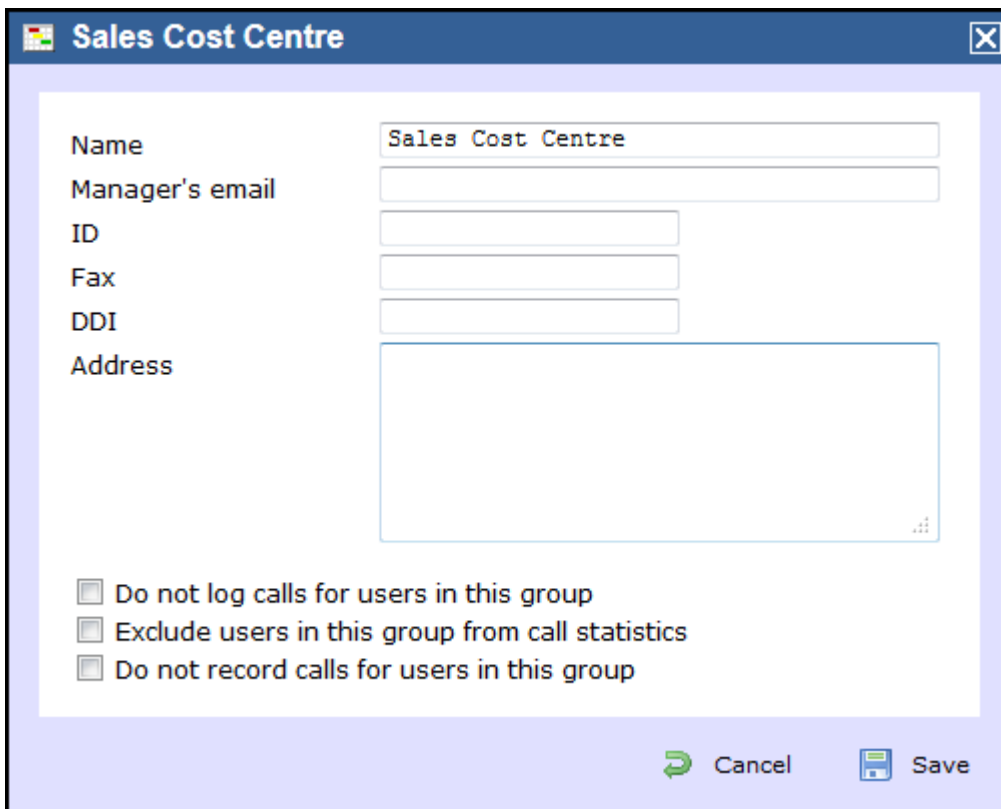 Sales Cost Centre
Name
Sales Cost Centre
Manager's email
ID
Fax
DDI
Address
Do not log calls for users in this group
Exclude users in this group from call statistics
Do not record calls for users in this group
Cancel
Save